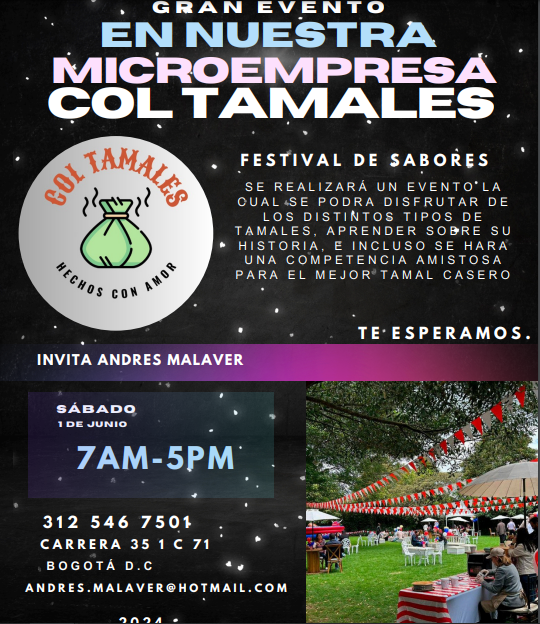 GRAN EVENTO
EN NUESTRA
MICROEMPRESA
COL TAMALES
COL TAMALES
HECHOS CON AMOR
FESTIVAL DE SABORES
SE REALIZARÁ UN EVENTO LA
CUAL SE PODRA DISFRUTAR DE
LOS DISTINTOS TIPOS DE
TAMALES, APRENDER SOBRE SU
HISTORIA, E INCLUSO SE HARA
UNA COMPETENCIA AMISTOSA
PARA EL MEJOR TAMAL CASERO
TE ESPERAMOS.
INVITA ANDRES MALAVER
SÁBADO
1 DE JUNIO
7AM-5PM
312 546 7501
CARRERA 35 1 C 71
BOGOTÁ D.C
ANDRES.MALAVER@HOTMAIL.COM
2024